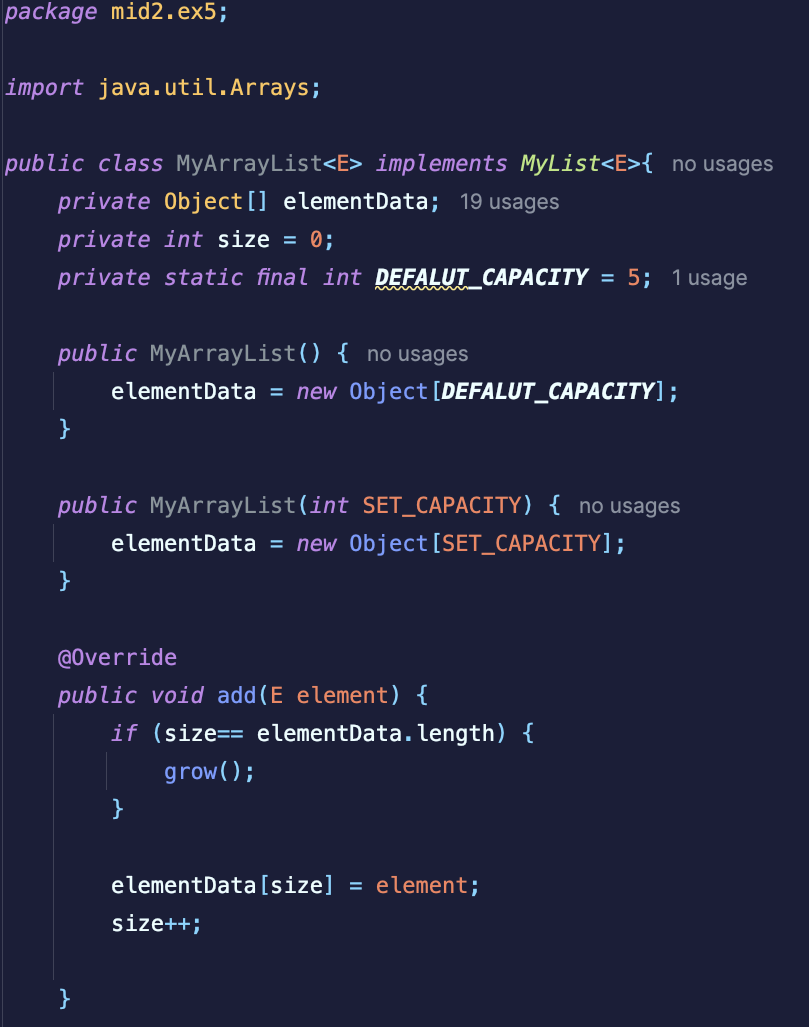 package mid2.ex5;
import java.util.Arrays;
public class MyArrayList<E> implements MyList<E>{ no usages
private Object[] elementData; 19 usages
private int size = 0;
private static final int DEFALUT_CAPACITY = 5; 1 usage
public MyArrayList() { no usages
elementData = new Object[DEFALUT_CAPACITY];
}
public MyArrayList(int SET_CAPACITY) { no usages
elementData = new Object[SET_CAPACITY];
}
@Override
public void add(E element) {
if (size== elementData.length) {
grow();
}
elementData[size] = element;
size++;
}